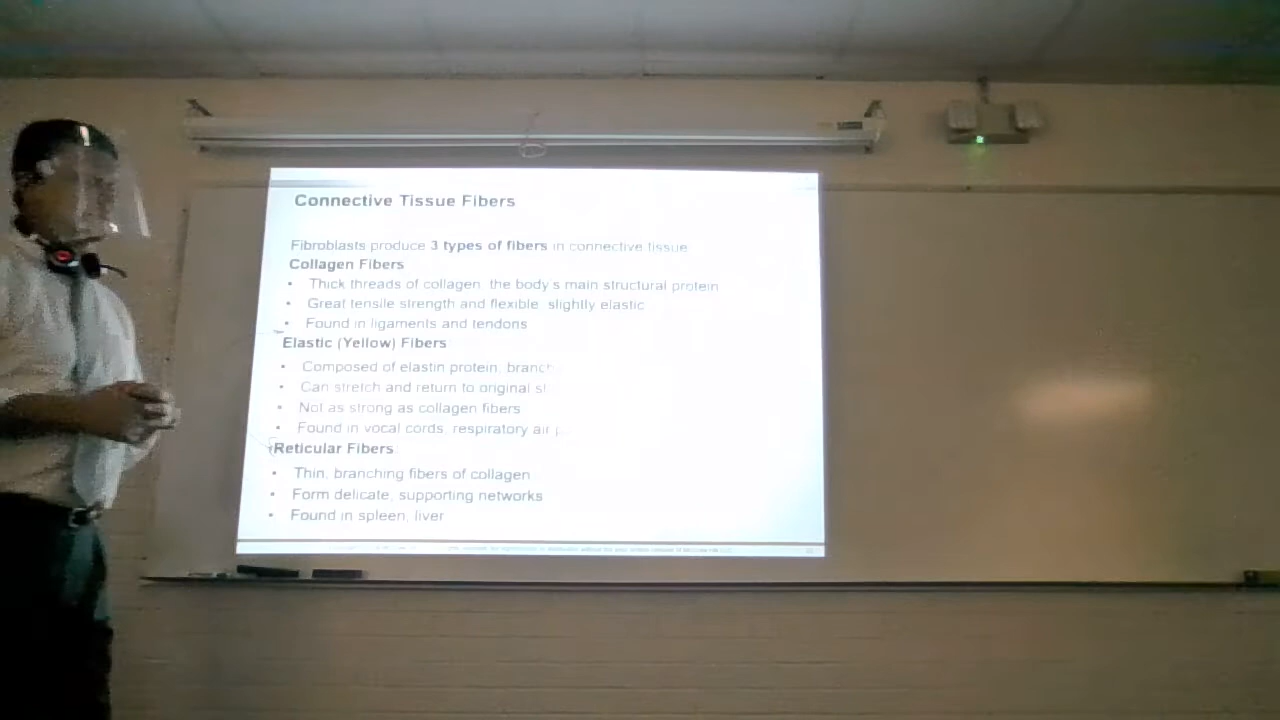 Connective Tissue Fibers
Fibroblasts produce 3 types of fibers in connective tissue
Collagen Fibers
• Thick threads of collagen, the body's main structural protein
• Great tensile strength and flexible, slightly elastic
• Found in ligaments and tendons
Elastic (Yellow) Fibers
• Composed of elastin protein,
• Can stretch and return to original
• Not as strong as collagen fibers
• Found in vocal cords, respiratory air
Reticular Fibers
• Thin, branching fibers of collagen
• Form delicate, supporting networks
• Found in spleen, liver